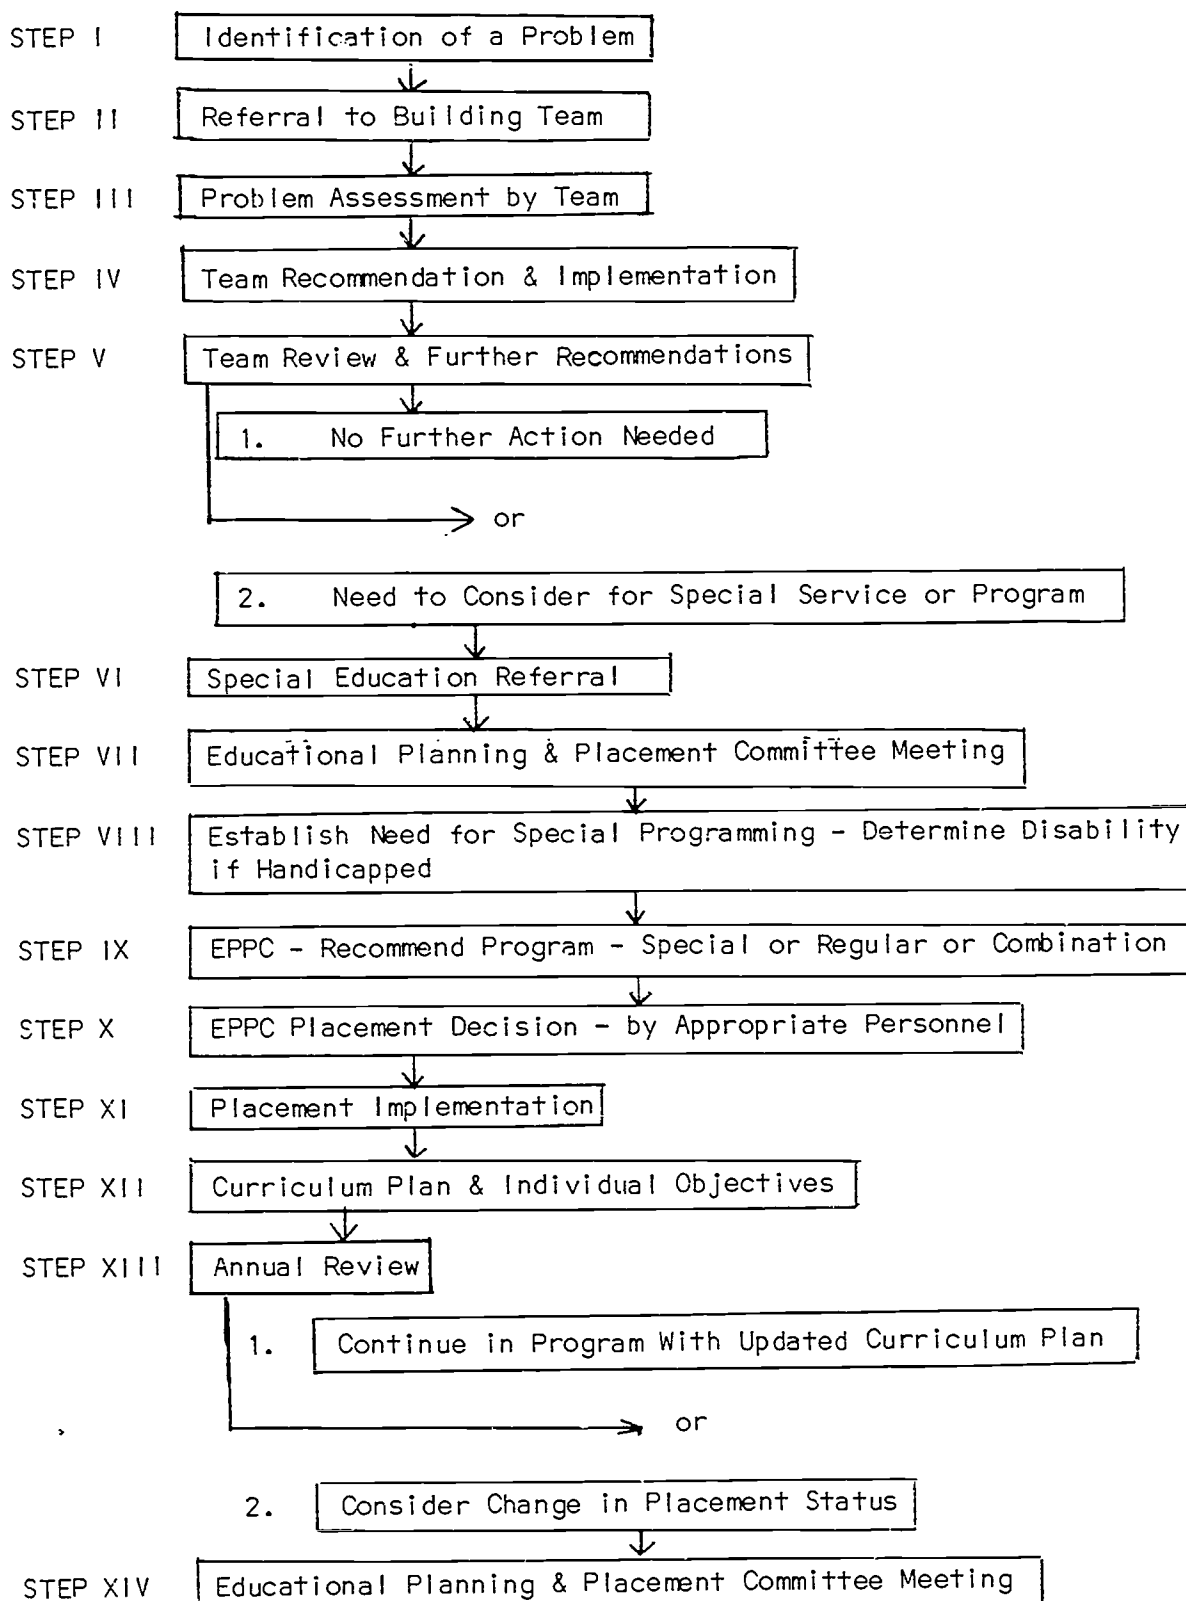 STEP I Identification of a Problem
STEP II Referral to Building Team
STEP III Problem Assessment by Team
STEP IV Team Recommendation & Implementation
STEP V Team Review & Further Recommendations
1. No Further Action Needed
or
2. Need to Consider for Special Service or Program
STEP VI Special Education Referral
STEP VII Educational Planning & Placement Committee Meeting
STEP VIII Establish Need for Special Programming - Determine Disability
if Handicapped
STEP IX EPPC - Recommend Program - Special or Regular or Combination
STEP X EPPC Placement Decision - by Appropriate Personnel
STEP XI Placement Implementation
STEP XII Curriculum Plan & Individual Objectives
STEP XIII Annual Review
1. Continue in Program With Updated Curriculum Plan
or
2. Consider Change in Placement Status
STEP XIV Educational Planning & Placement Committee Meeting